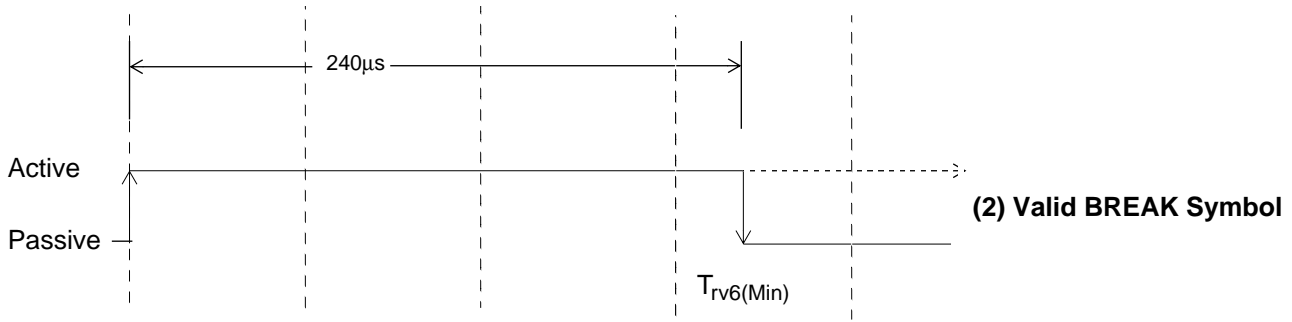 240μs
Active
(2) Valid BREAK Symbol
Passive
Trv6(Min)